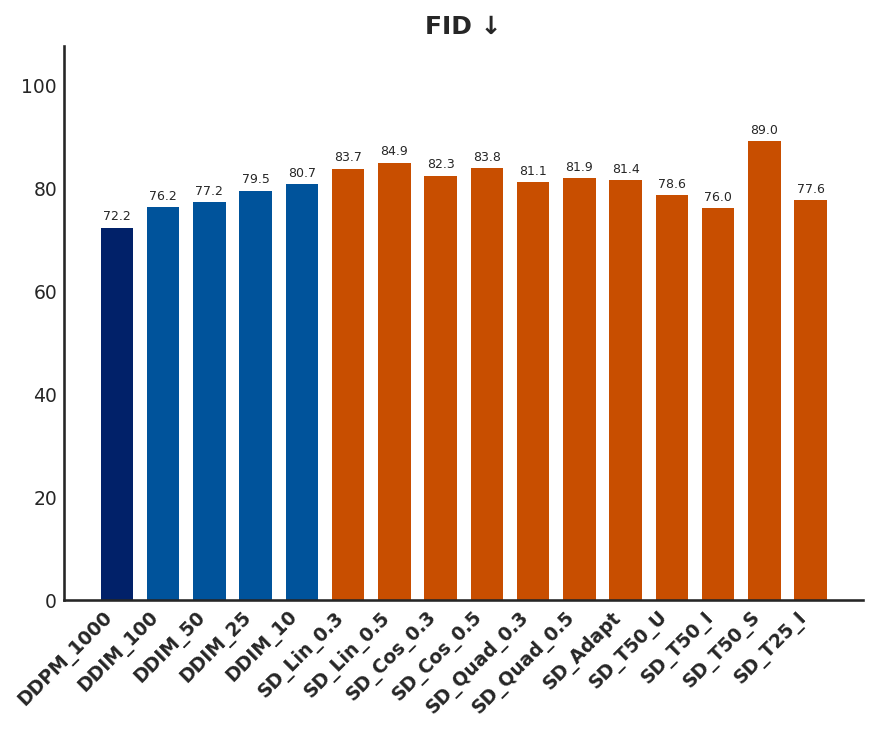 FID ↓
100
80
60
40
20
0
72.2
76.2
77.2
79.5
80.7
83.7
84.9
82.3
83.8
81.1
81.9
81.4
78.6
76.0
89.0
77.6
DDPM_1000
DDIM_100
DDIM_50
DDIM_25
DDIM_10
SD_Lin_0.3
SD_Lin_0.5
SD_Cos_0.3
SD_Cos_0.5
SD_Quad_0.3
SD_Quad_0.5
SD_Adapt
SD_T50_U
SD_T50_I
SD_T50_S
SD_T25_I